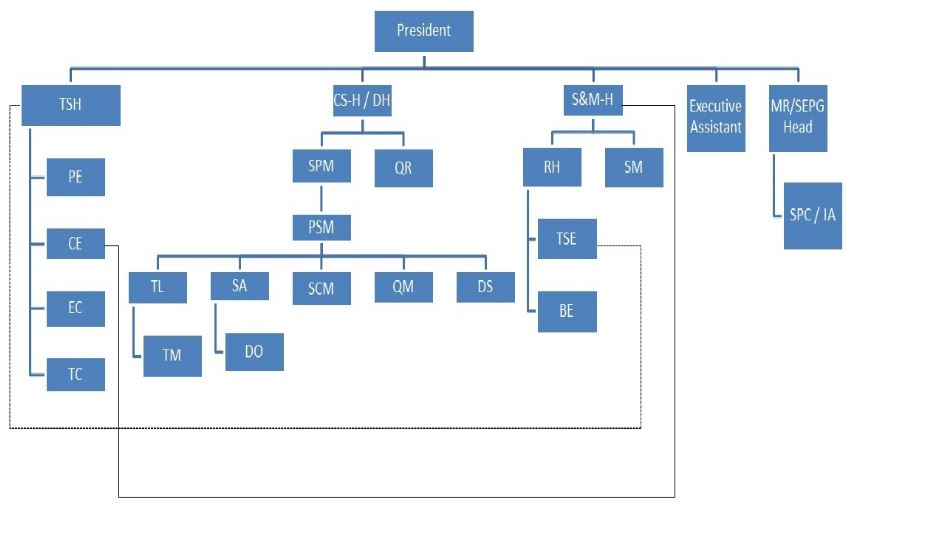 President
TSH
CS-H / DH
S&M-H
Executive
Assistant
MR/SEPG
Head
PE
SPM
QR
RH
SM
SPC / IA
CE
PSM
TSE
TL
SA
SCM
QM
DS
EC
BE
TM
DO
TC